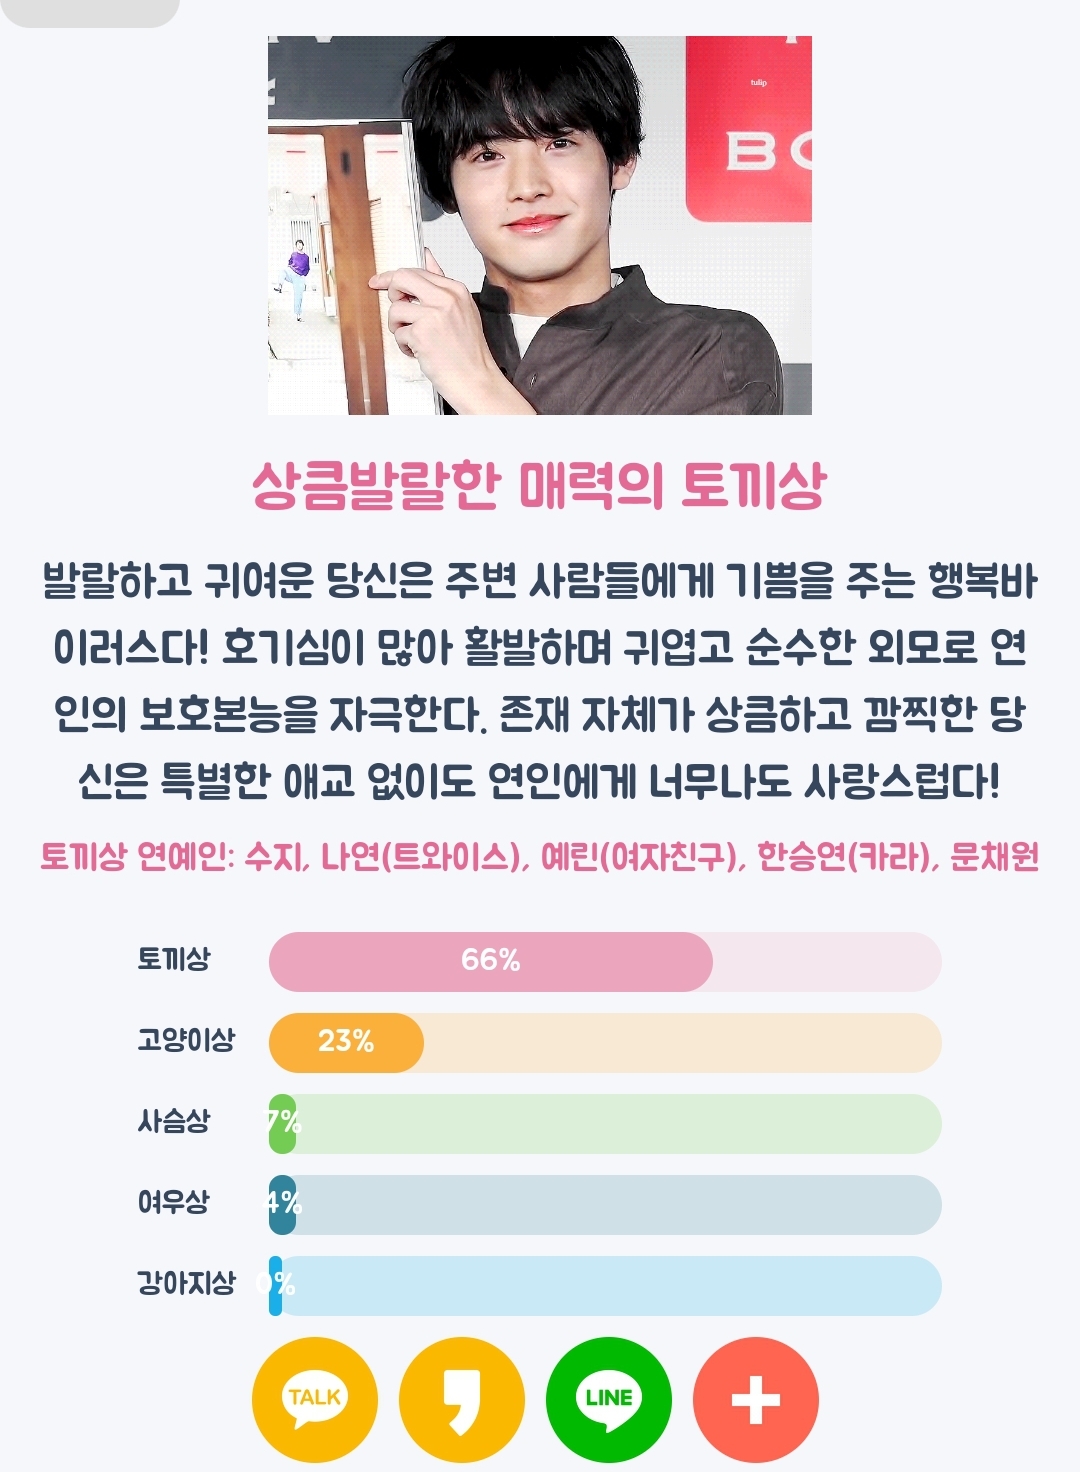 tulip
상큼발랄한 매력의 토끼상
발랄하고 귀여운 당신은 주변 사람들에게 기쁨을 주는 행복바
이러스다! 호기심이 많아 활발하며 귀엽고 순수한 외모로 연
인의 보호본능을 자극한다. 존재 자체가 상큼하고 깜찍한 당
신은 특별한 애교 없이도 연인에게 너무나도 사랑스럽다!
토끼상 연예인: 수지, 나연(트와이스), 예린(여자친구), 한승연(카라), 문채원
토끼상 66%
고양이상 23%
사슴상 7%
여우상 4%
강아지상 0%
TALK LINE